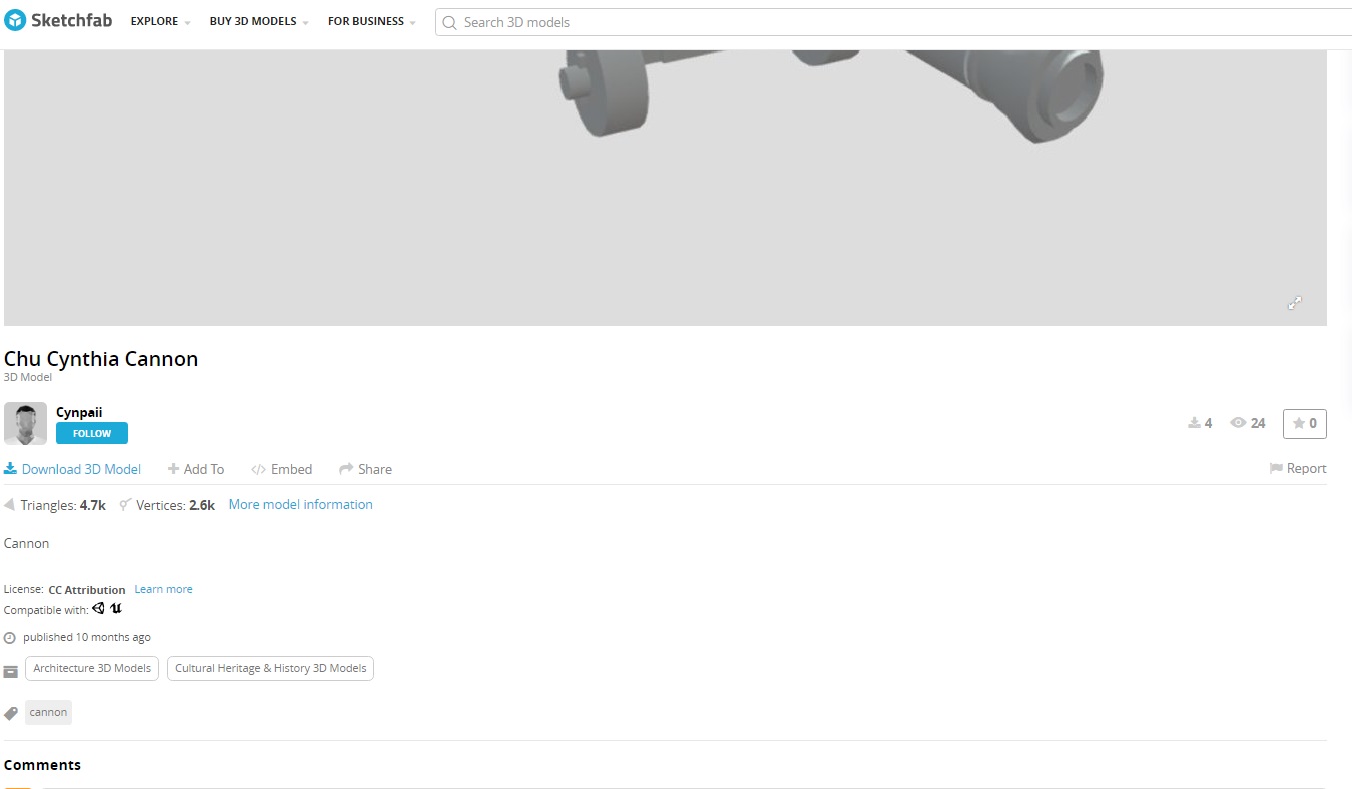 Sketchfab EXPLORE BUY 3D MODELS FOR BUSINESS Search 3D models
Chu Cynthia Cannon
3D Model
Cynpaii
FOLLOW
4 24 0
Download 3D Model Add To Embed Share Report
Triangles: 4.7k Vertices: 2.6k More model information
Cannon
License: CC Attribution Learn more
Compatible with:
published 10 months ago
Architecture 3D Models Cultural Heritage & History 3D Models
cannon
Comments